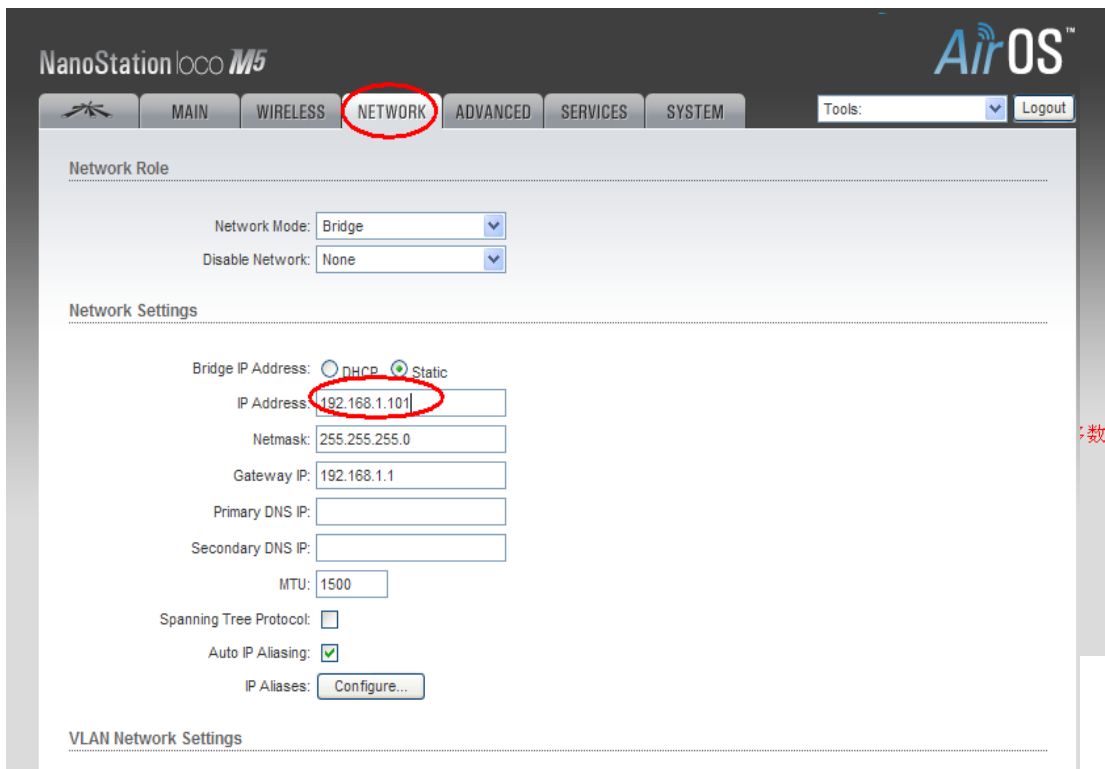 NanoStation loco M5
AirOS™
MAIN WIRELESS NETWORK ADVANCED SERVICES SYSTEM Tools: Logout
Network Role
Network Mode: Bridge
Disable Network: None
Network Settings
Bridge IP Address: DHCP Static
IP Address: 192.168.1.101
Netmask: 255.255.255.0
数
Gateway IP: 192.168.1.1
Primary DNS IP:
Secondary DNS IP:
MTU: 1500
Spanning Tree Protocol:
Auto IP Aliasing:
IP Aliases: Configure...
VLAN Network Settings